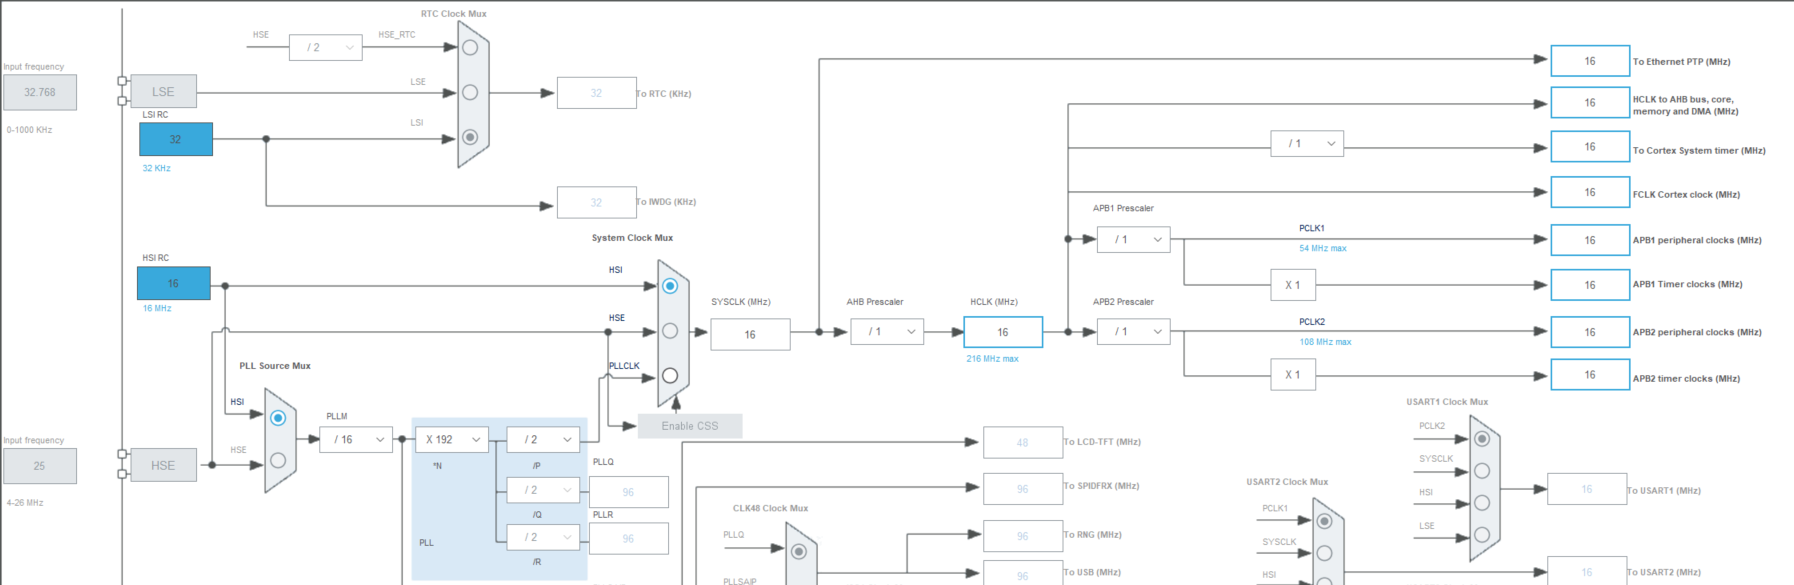 RTC Clock Mux
HSE
/ 2
HSE_RTC
Input frequency
32.768
0-1000 KHz
LSE
LSE
32
To RTC (KHz)
LSI RC
32
32 KHz
LSI
32
To IWDG (KHz)
16
To Ethernet PTP (MHz)
16
HCLK to AHB bus, core,
memory and DMA (MHz)
/ 1
16
To Cortex System timer (MHz)
16
FCLK Cortex clock (MHz)
APB1 Prescaler
/ 1
PCLK1
54 MHz max
16
APB1 peripheral clocks (MHz)
X 1
16
APB1 Timer clocks (MHz)
System Clock Mux
HSI RC
16
16 MHz
HSI
HSE
PLLCLK
Enable CSS
SYSCLK (MHz)
16
AHB Prescaler
/ 1
HCLK (MHz)
16
216 MHz max
APB2 Prescaler
/ 1
PCLK2
108 MHz max
16
APB2 peripheral clocks (MHz)
X 1
16
APB2 timer clocks (MHz)
PLL Source Mux
HSI
HSE
Input frequency
25
4-26 MHz
HSE
PLLM
/ 16
X 192
*N
/ 2
/P
PLLQ
/ 2
96
/Q
PLLR
/ 2
96
/R
PLL
48
To LCD-TFT (MHz)
96
To SPIDFRX (MHz)
CLK48 Clock Mux
PLLQ
PLLSAIP
96
To RNG (MHz)
96
To USB (MHz)
USART1 Clock Mux
PCLK2
SYSCLK
HSI
LSE
16
To USART1 (MHz)
USART2 Clock Mux
PCLK1
SYSCLK
HSI
16
To USART2 (MHz)